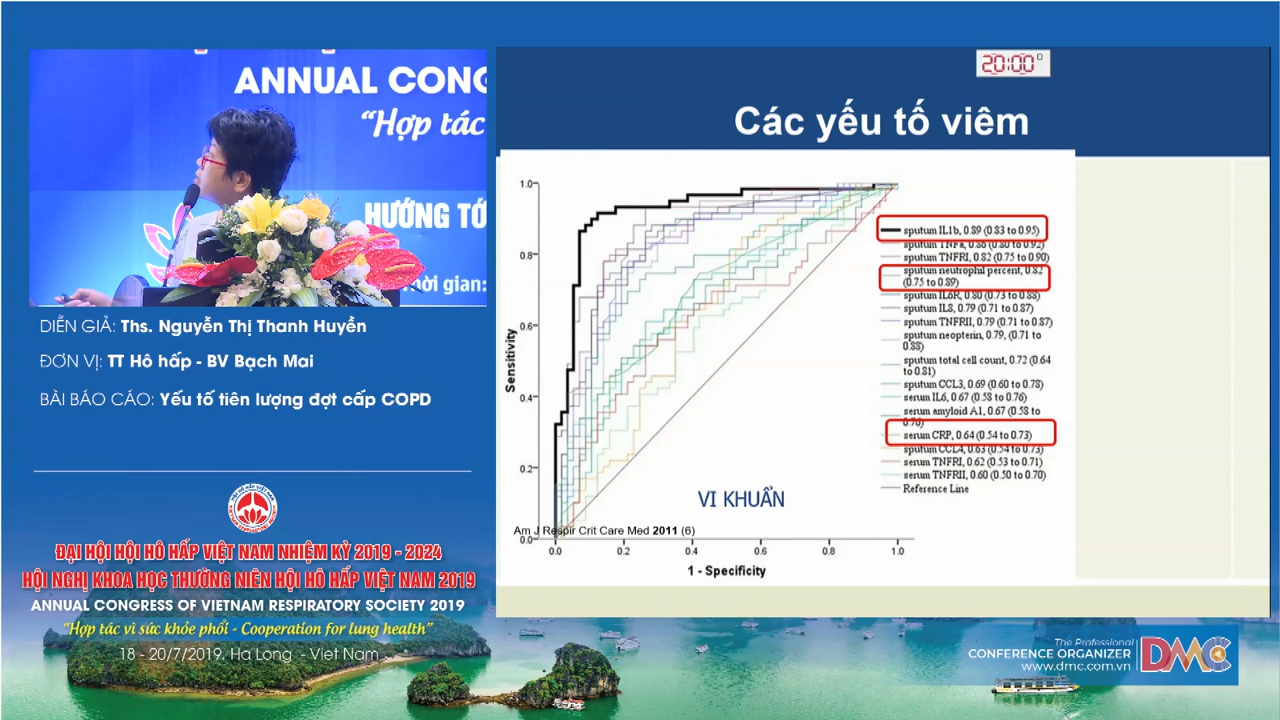 ANNUAL CONG
“Hợp tác
HƯỚNG TỚ
hời gian:
DIỄN GIẢ: Ths. Nguyễn Thị Thanh Huyền
ĐƠN VỊ: TT Hô hấp - BV Bạch Mai
BÀI BÁO CÁO: Yếu tố tiên lượng đợt cấp COPD
ĐẠI HỘI HỘI HÔ HẤP VIỆT NAM NHIỆM KỲ 2019 - 2024
HỘI NGHỊ KHOA HỌC THƯỜNG NIÊN HỘI HÔ HẤP VIỆT NAM 2019
ANNUAL CONGRESS OF VIETNAM RESPIRATORY SOCIETY 2019
“Hợp tác vì sức khỏe phổi - Cooperation for lung health”
18 - 20/7/2019. Ha Long - Viet Nam
20:00
Các yếu tố viêm
1.0
0.8
0.6
0.4
0.2
0.0
Sensitivity
0.0 0.2 0.4 0.6 0.8 1.0
1 - Specificity
VI KHUẨN
Am J Respir Crit Care Med 2011 (6)
sputum IL1b, 0.89 (0.83 to 0.95)
sputum TNFa, 0.86 (0.80 to 0.92)
sputum TNFRI, 0.82 (0.75 to 0.90)
sputum neutrophil percent, 0.82
(0.75 to 0.89)
sputum IL6R, 0.80 (0.73 to 0.88)
sputum IL8, 0.79 (0.71 to 0.87)
sputum TNFRII, 0.79 (0.71 to 0.87)
sputum neopterin, 0.79, (0.71 to
0.88)
sputum total cell count, 0.72 (0.64
to 0.81)
sputum CCL3, 0.69 (0.60 to 0.78)
serum IL6, 0.67 (0.58 to 0.76)
serum amyloid A1, 0.67 (0.58 to
0.76)
serum CRP, 0.64 (0.54 to 0.73)
sputum CCL4, 0.63 (0.54 to 0.73)
serum TNFRI, 0.62 (0.53 to 0.71)
serum TNFRII, 0.60 (0.50 to 0.70)
Reference Line
The Professional
CONFERENCE ORGANIZER
www.dmc.com.vn
DMC